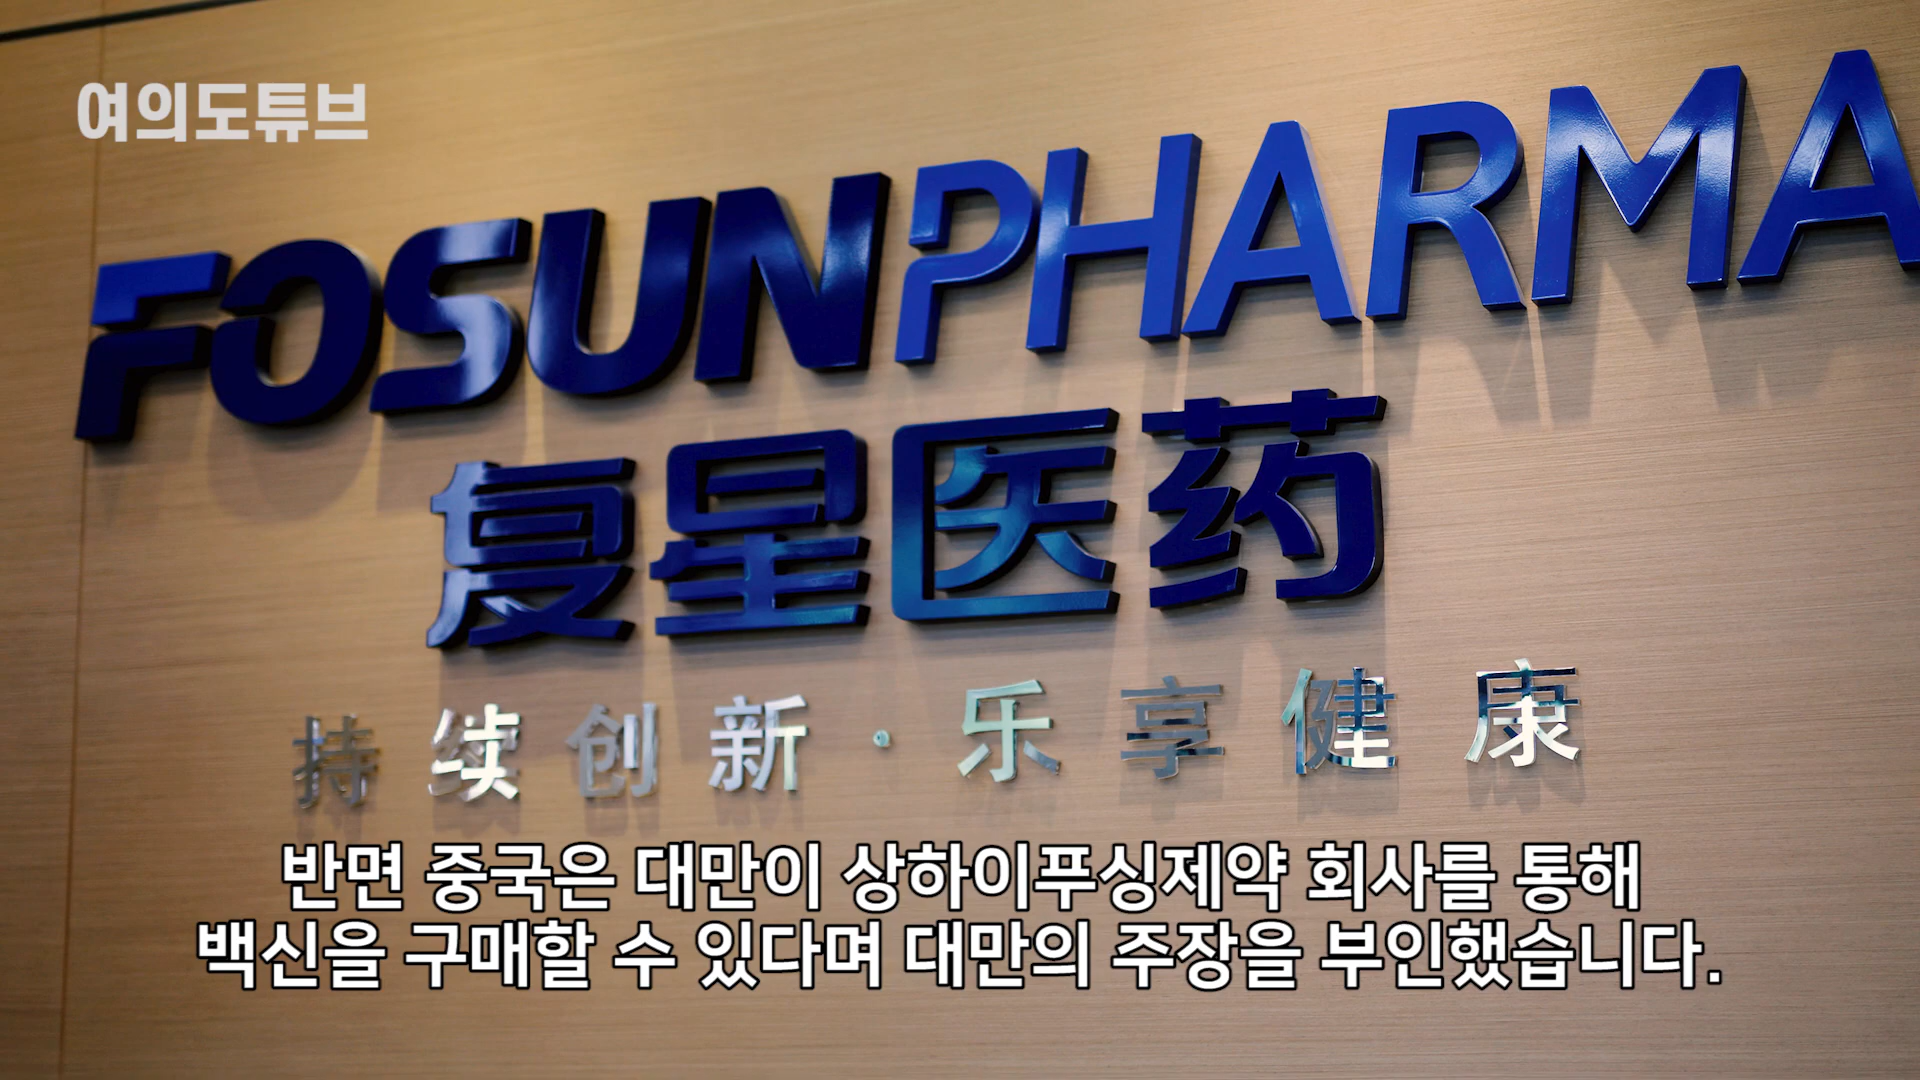 여의도튜브
FOSUNPHARMA
复星医药
持续创新·乐享健康
반면 중국은 대만이 상하이푸싱제약 회사를 통해
백신을 구매할 수 있다며 대만의 주장을 부인했습니다.